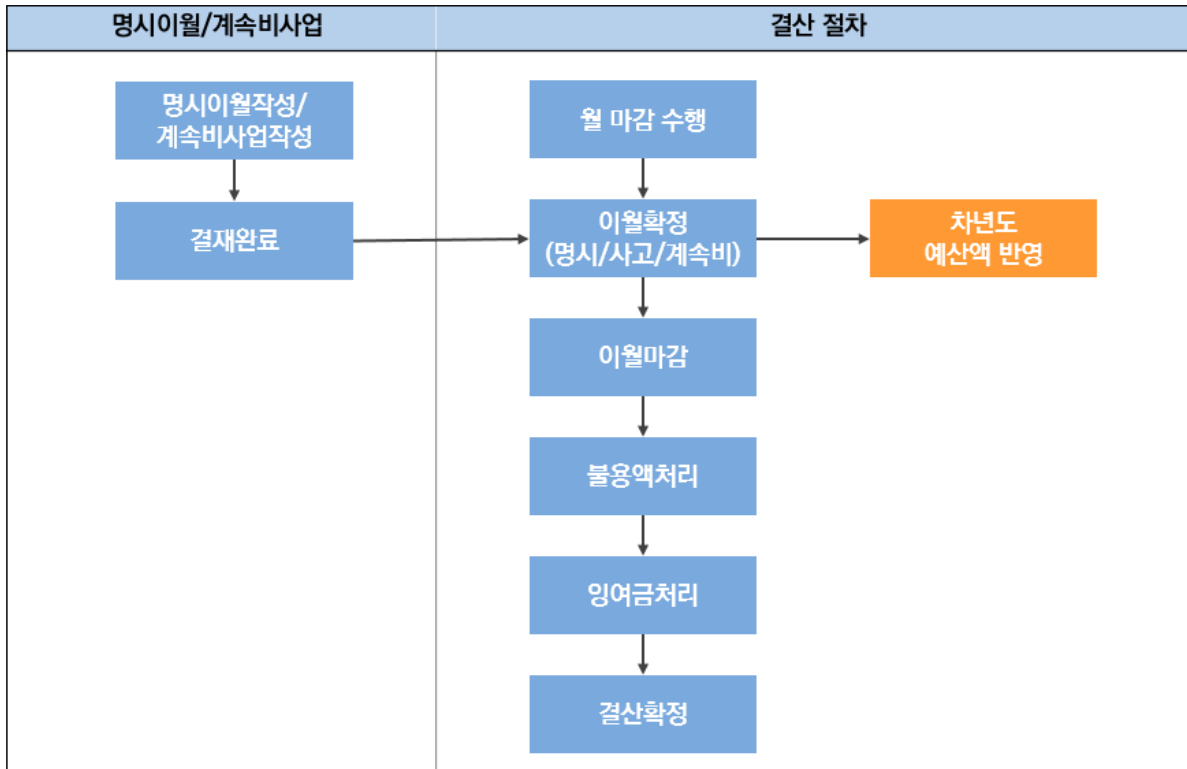 명시이월/계속비사업
결산 절차
명시이월작성/
계속비사업작성
결재완료
월 마감 수행
이월확정
(명시/사고/계속비)
차년도
예산액 반영
이월마감
불용액처리
잉여금처리
결산확정